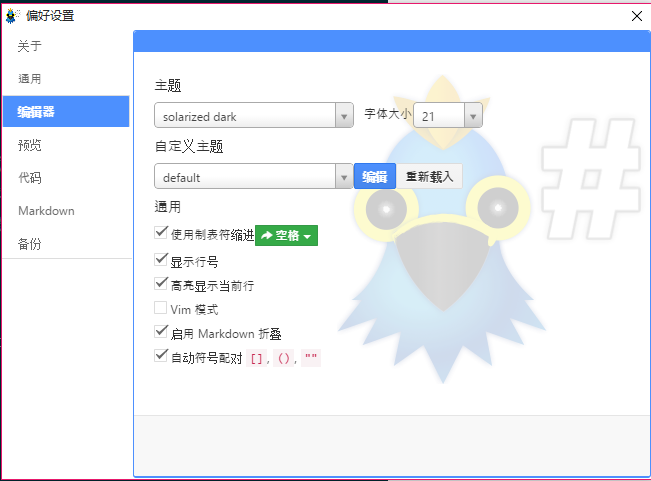 偏好设置
关于
通用
编辑器
预览
代码
Markdown
备份
主题
solarized dark 字体大小 21
自定义主题
default 编辑 重新载入
通用
使用制表符缩进 空格
显示行号
高亮显示当前行
Vim 模式
启用 Markdown 折叠
自动符号配对 [], (), ""
#